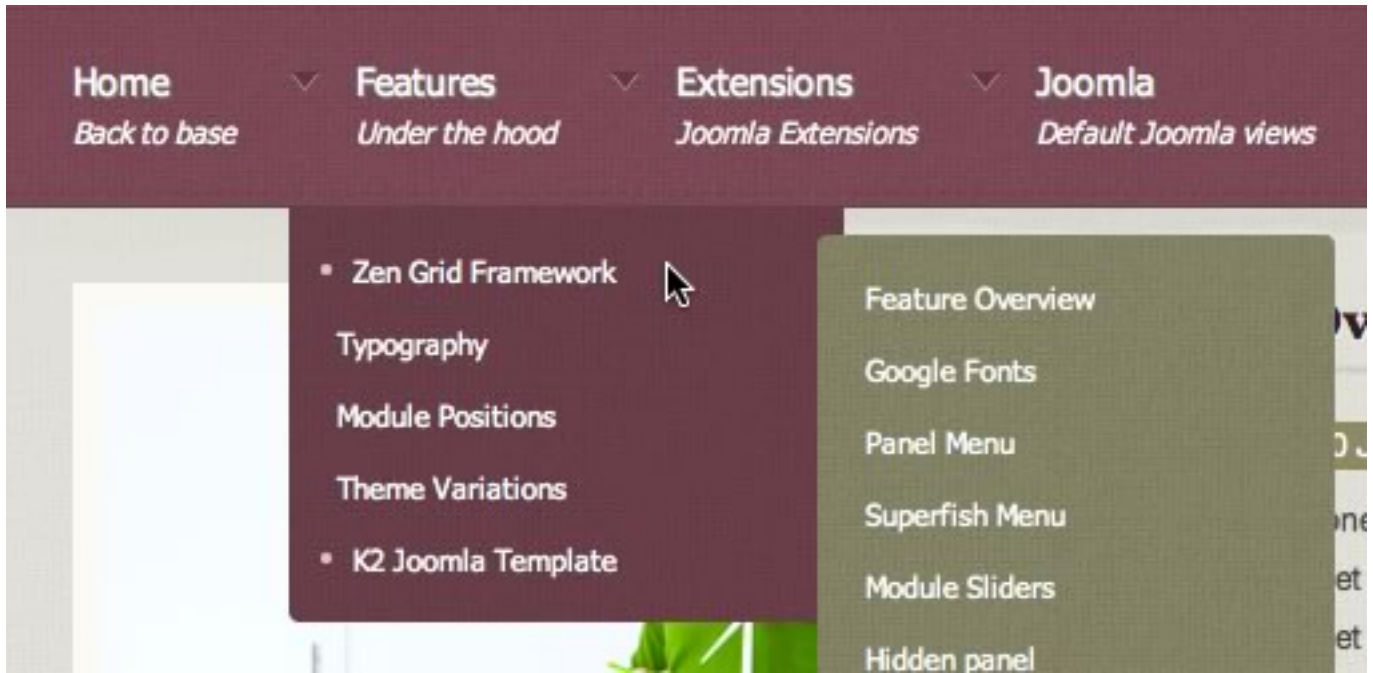 Home
Back to base
Features
Under the hood
Extensions
Joomla Extensions
Joomla
Default Joomla views
Zen Grid Framework
Typography
Module Positions
Theme Variations
K2 Joomla Template
Feature Overview
Google Fonts
Panel Menu
Superfish Menu
Module Sliders
Hidden panel
et
et